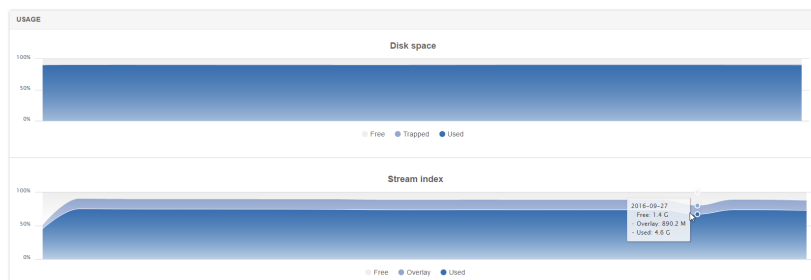 USAGE
Disk space
100%
50%
0%
Free Trapped Used
Stream index
100%
50%
0%
2016-09-27
- Free: 1.4 G
- Overlay: 890.2 M
- Used: 4.6 G
Free Overlay Used